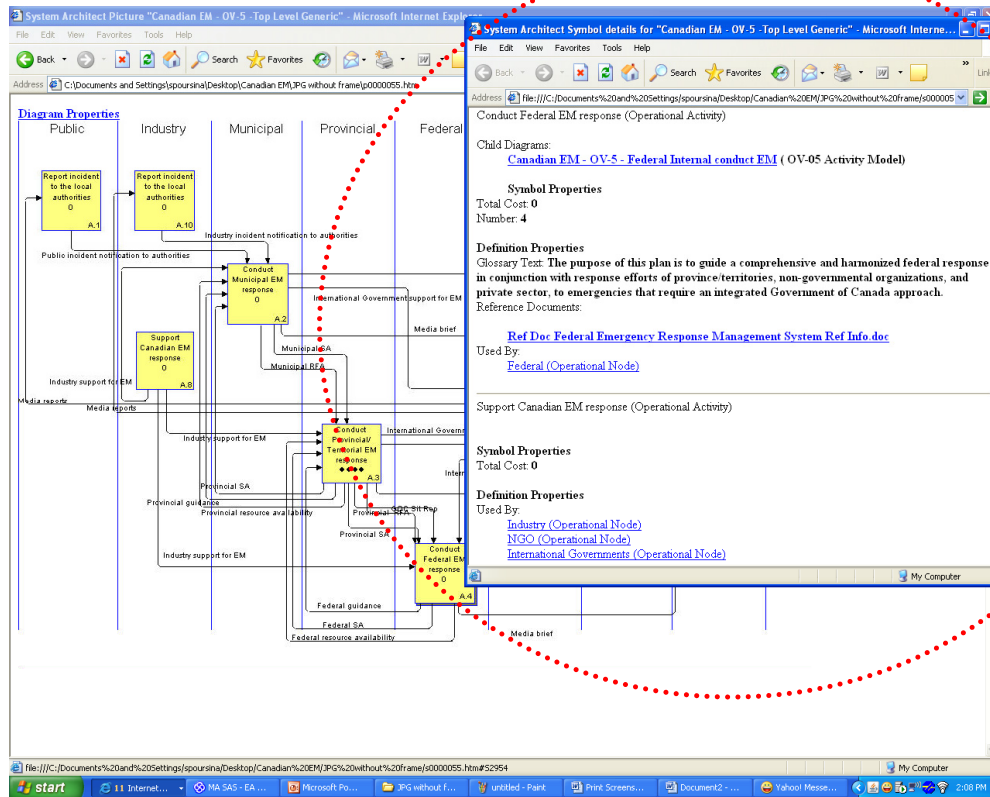 System Architect Picture "Canadian EM - OV-5 -Top Level Generic" - Microsoft Internet Explorer
File Edit View Favorites Tools Help
Back Search Favorites
Address C:\Documents and Settings\spoursina\Desktop\Canadian EM\JPG without frame\p0000055.htm
Diagram Properties
Public Industry Municipal Provincial Federal
Report incident
to the local
authorities
0
A.1
Report incident
to the local
authorities
0
A.10
Industry incident notification to authorities
Public incident notification to authorities
Conduct
Municipal EM
response
0
A.2
International Government support for EM
Media brief
Support
Canadian EM
response
0
A.8
Municipal SA
Municipal RFA
Industry support for EM
Media reports
Media reports
Industry support for EM
Conduct
Provincial/
Territorial EM
response
A.3
International Govern
Inter
Provincial SA
Provincial guidance
Provincial resource availability
Provincial RFA
GOC Sit Rep
Provincial SA
Industry support for EM
Conduct
Federal EM
response
0
A.4
Federal guidance
Federal SA
Federal resource availability
Media brief
System Architect Symbol details for "Canadian EM - OV-5 -Top Level Generic" - Microsoft Interne...
File Edit View Favorites Tools Help
Back Search Favorites
Address file:///C:/Documents%20and%20Settings/spoursina/Desktop/Canadian%20EM/JPG%20without%20frame/s000005
Conduct Federal EM response (Operational Activity)
Child Diagrams:
Canadian EM - OV-5 - Federal Internal conduct EM ( OV-05 Activity Model)
Symbol Properties
Total Cost: 0
Number: 4
Definition Properties
Glossary Text: The purpose of this plan is to guide a comprehensive and harmonized federal response
in conjunction with response efforts of province/territories, non-governmental organizations, and
private sector, to emergencies that require an integrated Government of Canada approach.
Reference Documents:
Ref Doc Federal Emergency Response Management System Ref Info.doc
Used By:
Federal (Operational Node)
Support Canadian EM response (Operational Activity)
Symbol Properties
Total Cost: 0
Definition Properties
Used By:
Industry (Operational Node)
NGO (Operational Node)
International Governments (Operational Node)
My Computer
file:///C:/Documents%20and%20Settings/spoursina/Desktop/Canadian%20EM/JPG%20without%20frame/s0000055.htm#S2954
My Computer
start 11 Internet... MA SAS - EA ... Microsoft Po... JPG without f... untitled - Paint Print Screens... Document2 - ... Yahoo! Messe... 2:08 PM